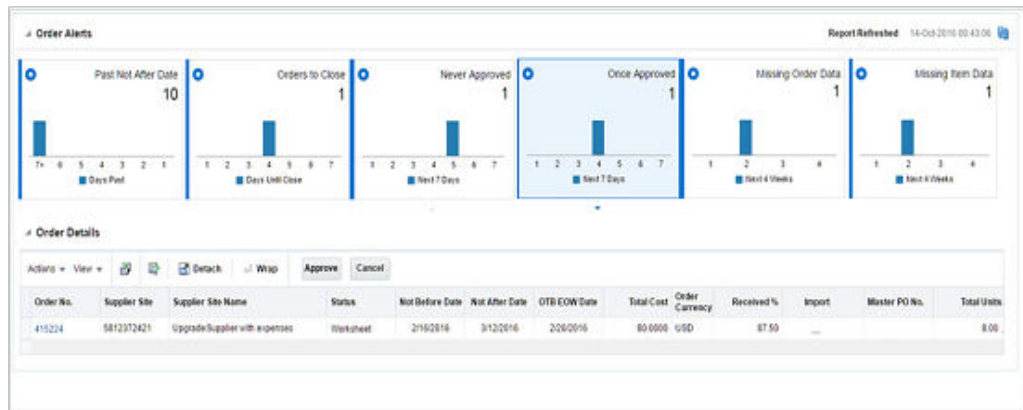 Order Alerts
Report Refreshed 14-Oct-2016 00:43:06
Past Not After Date
10
7+ 6 5 4 3 2 1
Days Past
Orders to Close
1
1 2 3 4 5 6 7
Days Until Close
Never Approved
1
1 2 3 4 5 6 7
Next 7 Days
Once Approved
1
1 2 3 4 5 6 7
Next 7 Days
Missing Order Data
1
1 2 3 4
Next 4 Weeks
Missing Item Data
1
1 2 3 4
Next 4 Weeks
Order Details
Actions View Detach Wrap Approve Cancel
Order No. Supplier Site Supplier Site Name Status Not Before Date Not After Date OTB EOW Date Total Cost Order Currency Received % Import Master PO No. Total Units
415224 5812372421 Upgrade Supplier with expenses Worksheet 2/16/2016 3/12/2016 2/28/2016 80.0000 USD 87.50 8.00